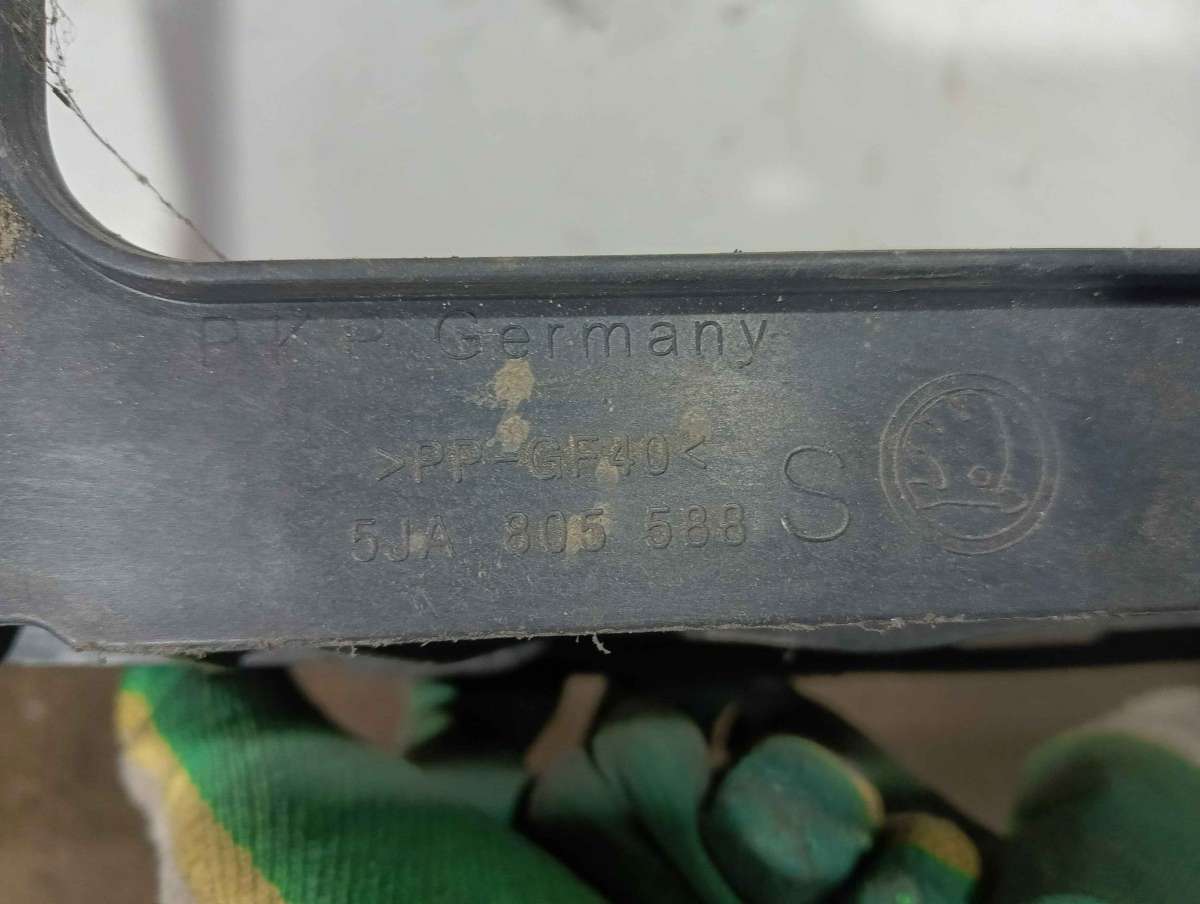 PKP Germany
>PP-GF40<
5JA 805 588 S